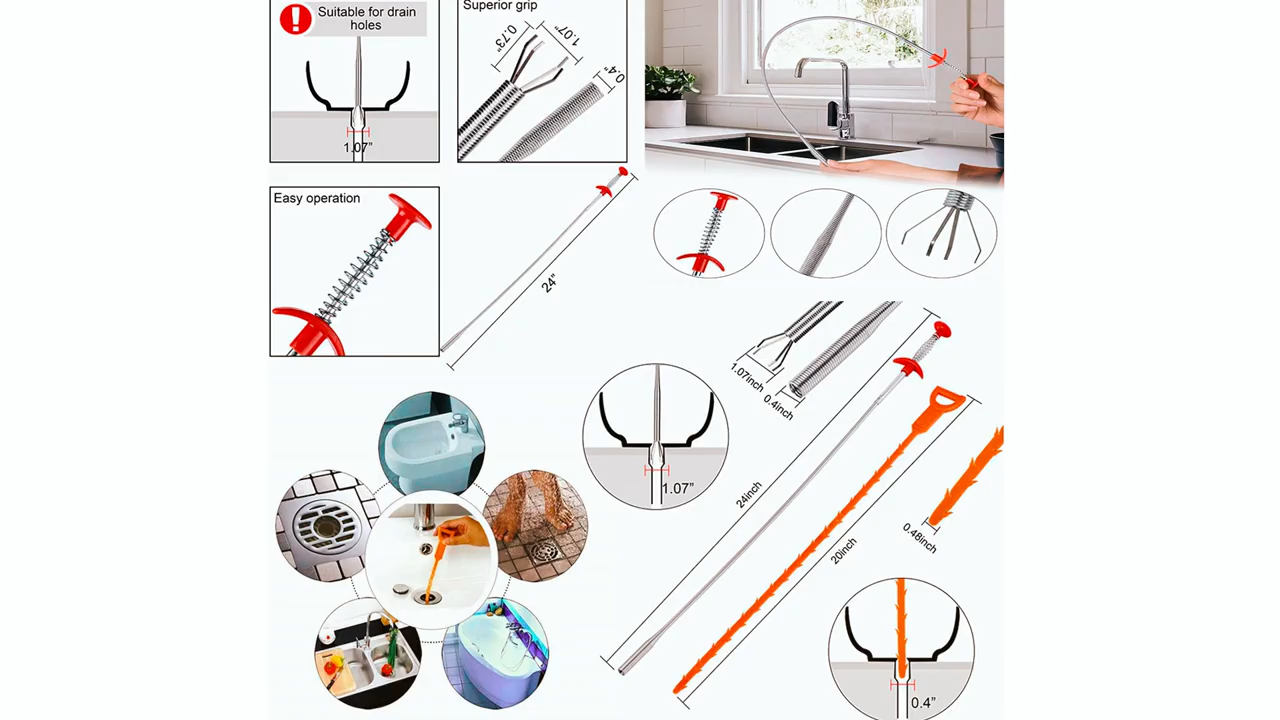 !
Suitable for drain
holes
1.07”
Superior grip
0.73”
1.07”
0.4”
Easy operation
24”
1.07inch
0.4inch
1.07”
24inch
20inch
0.48inch
0.4”